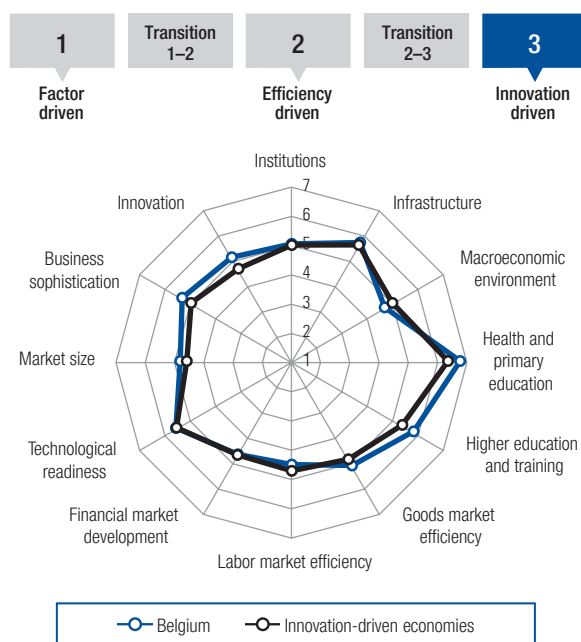 1
Transition
1–2
2
Transition
2–3
3
Factor
driven
Efficiency
driven
Innovation
driven
Institutions
7
Innovation
Infrastructure
6
5
Business
sophistication
Macroeconomic
environment
4
3
2
Market size
1
Health and
primary
education
Technological
readiness
Higher education
and training
Financial market
development
Goods market
efficiency
Labor market efficiency
Belgium
Innovation-driven economies